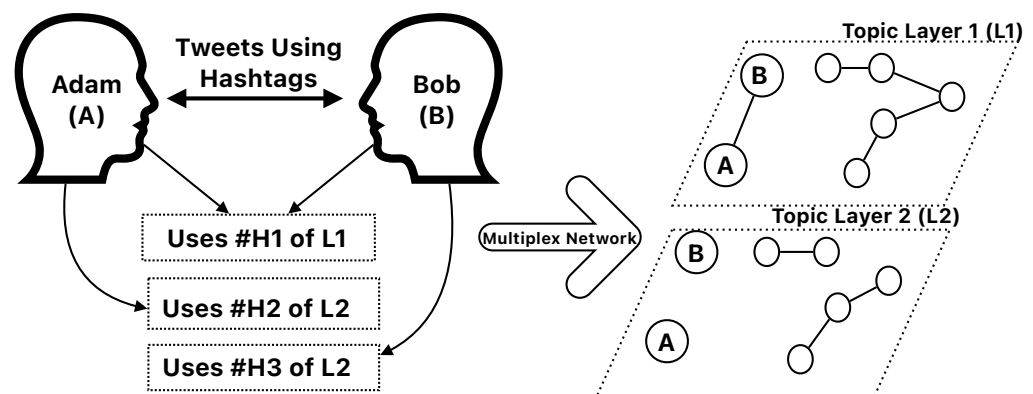 Tweets Using
Hashtags
Adam
(A)
Bob
(B)
Uses #H1 of L1
Uses #H2 of L2
Uses #H3 of L2
Multiplex Network
Topic Layer 1 (L1)
B
A
Topic Layer 2 (L2)
B
A